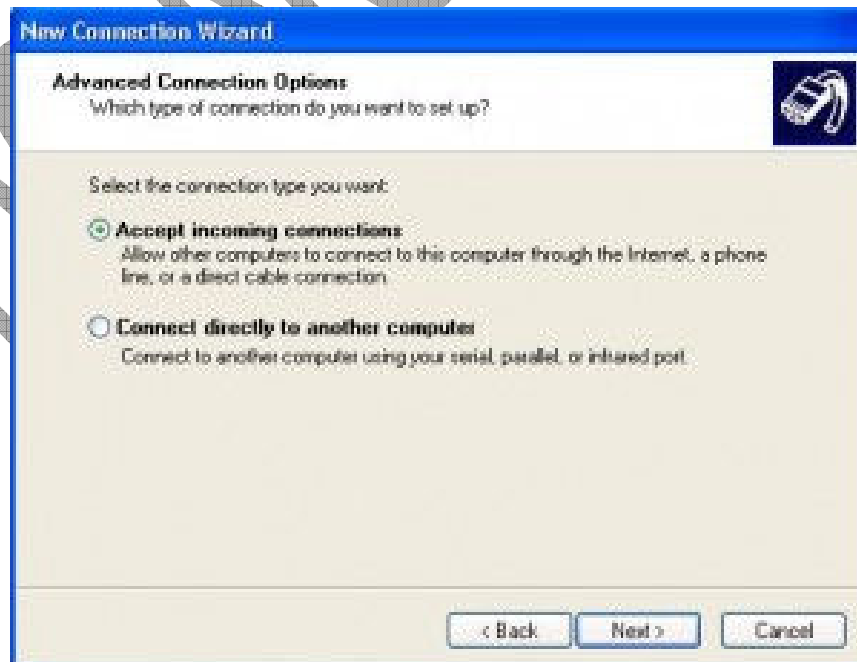 New Connection Wizard
Advanced Connection Options
Which type of connection do you want to set up?
Select the connection type you want:
Accept incoming connections
Allow other computers to connect to this computer through the Internet, a phone
line, or a direct cable connection.
Connect directly to another computer
Connect to another computer using your serial, parallel, or infrared port.
< Back
Next >
Cancel